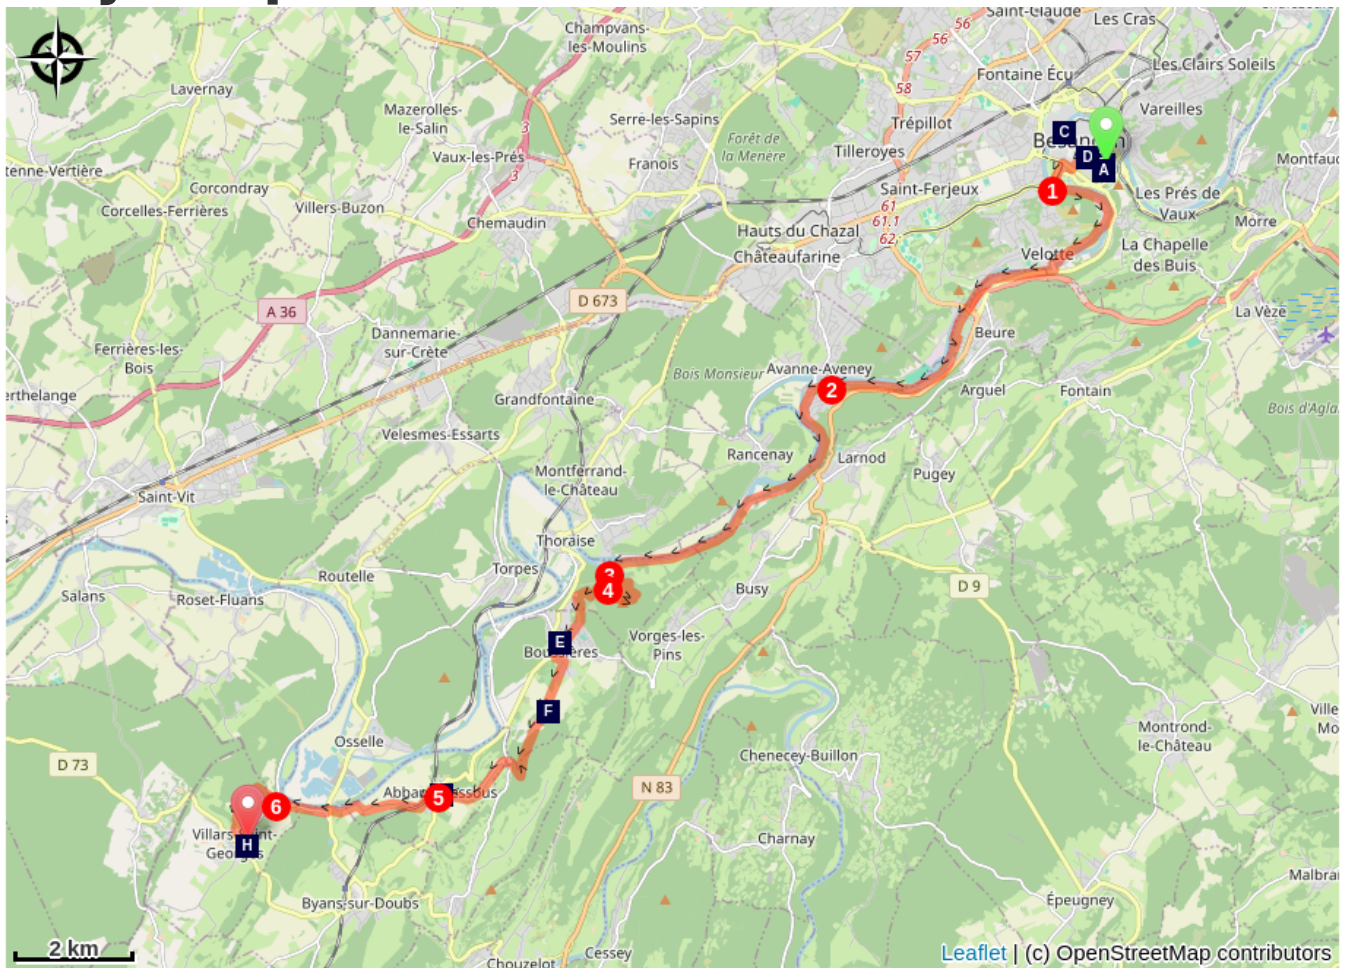 Saint-Claude
Les Cras
56
Champvans-
les-Moulins
56
57
Les Clairs Soleils
Fontaine Écu
58
Lavernay
Mazerolles-
le-Salin
Serre-les-Sapins
Trépillot
Vareilles
3
C
Forêt de
la Menère
Vaux-les-Prés
Tilleroyes
D
Franois
A
tenne-Vertière
3
Corcondray
Saint-Ferjeux
1
Les Prés de
Vaux
Corcelles-Ferrières
Villers-Buzon
61
61.1
62
Chemaudin
Hauts du Chazal
Morre
Châteaufarine
Velotte
La Chapelle
des Buis
D 673
A 36
La Vèze
Dannemarie-
sur-Crète
Beure
Ferrières-les-
Bois
Bois Monsieur
Avanne-Aveney
2
Arguel
Fontain
erthelange
Grandfontaine
Velesmes-Essarts
Rancenay
Larnod
Pugey
Montferrand-
le-Château
Saint-Vit
Thoraise
Torpes
3
4
Routelle
Busy
D 9
Salans
Roset-Fluans
E
Vorges-les-
Pins
F
Montrond-
le-Château
Osselle
Chenecey-Buillon
D 73
N 83
5
6
H
Charnay
Byans-sur-Doubs
Épeugney
2 km
Cessey
Chouzelot
Leaflet | (c) OpenStreetMap contributors